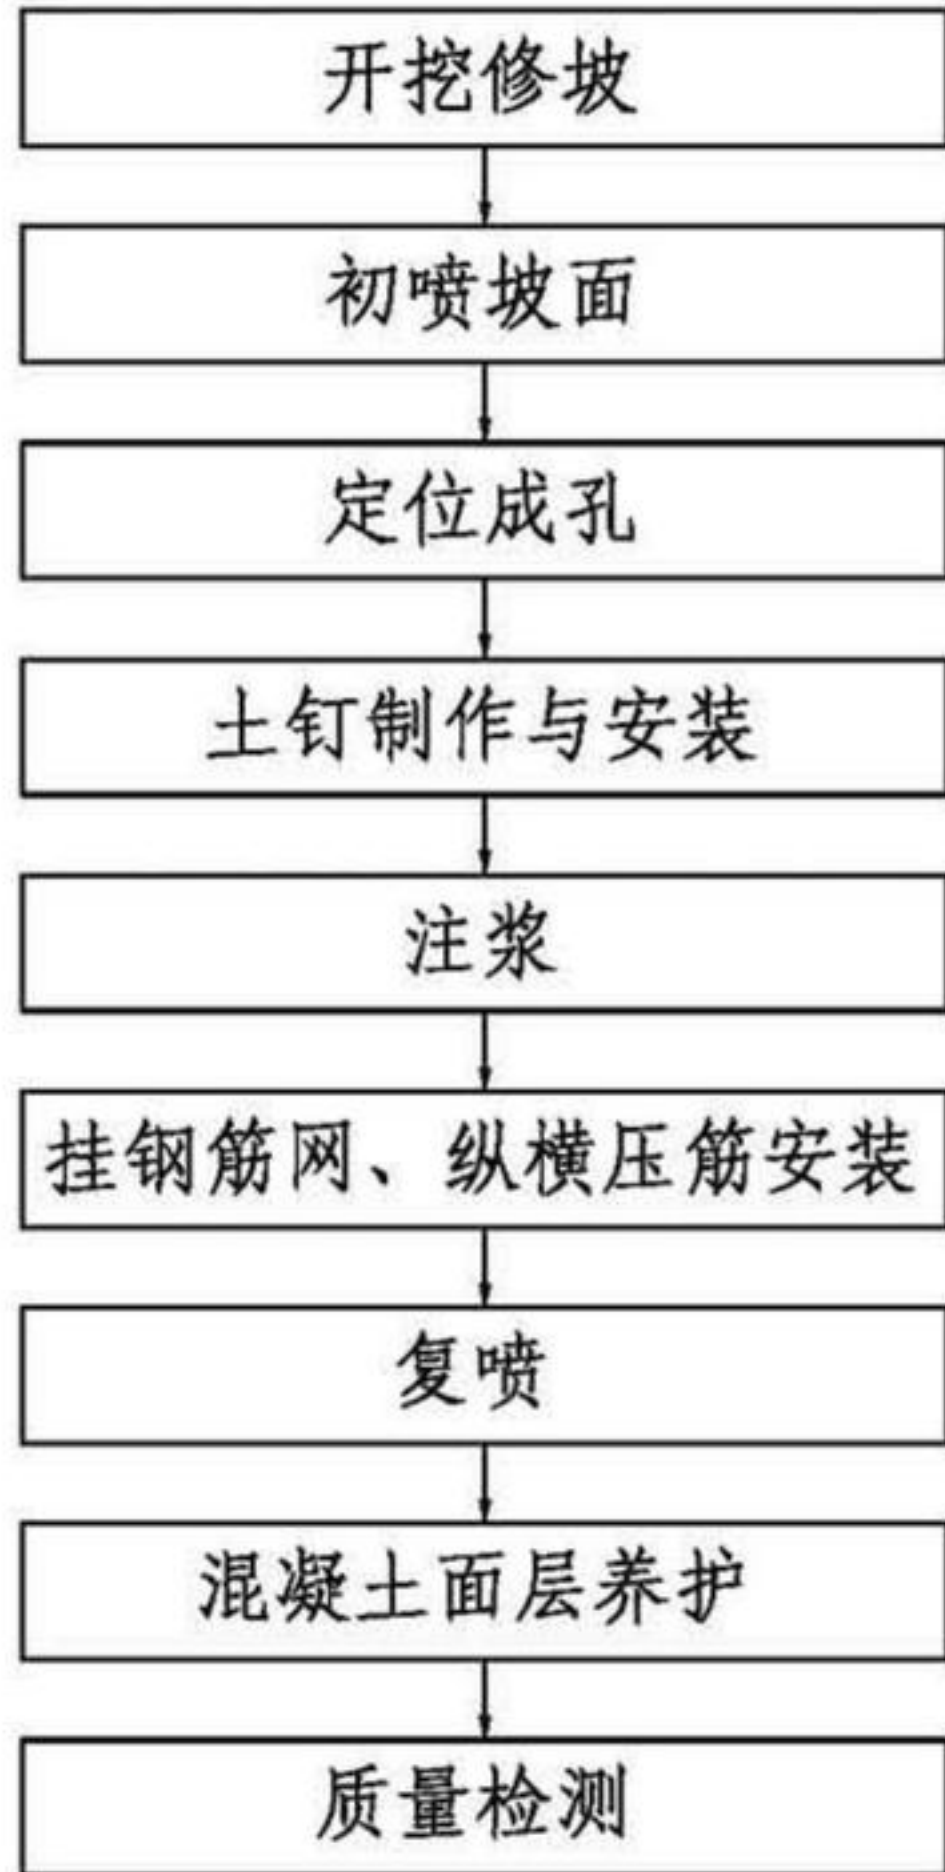 开挖修坡
初喷坡面
定位成孔
土钉制作与安装
注浆
挂钢筋网、纵横压筋安装
复喷
混凝土面层养护
质量检测